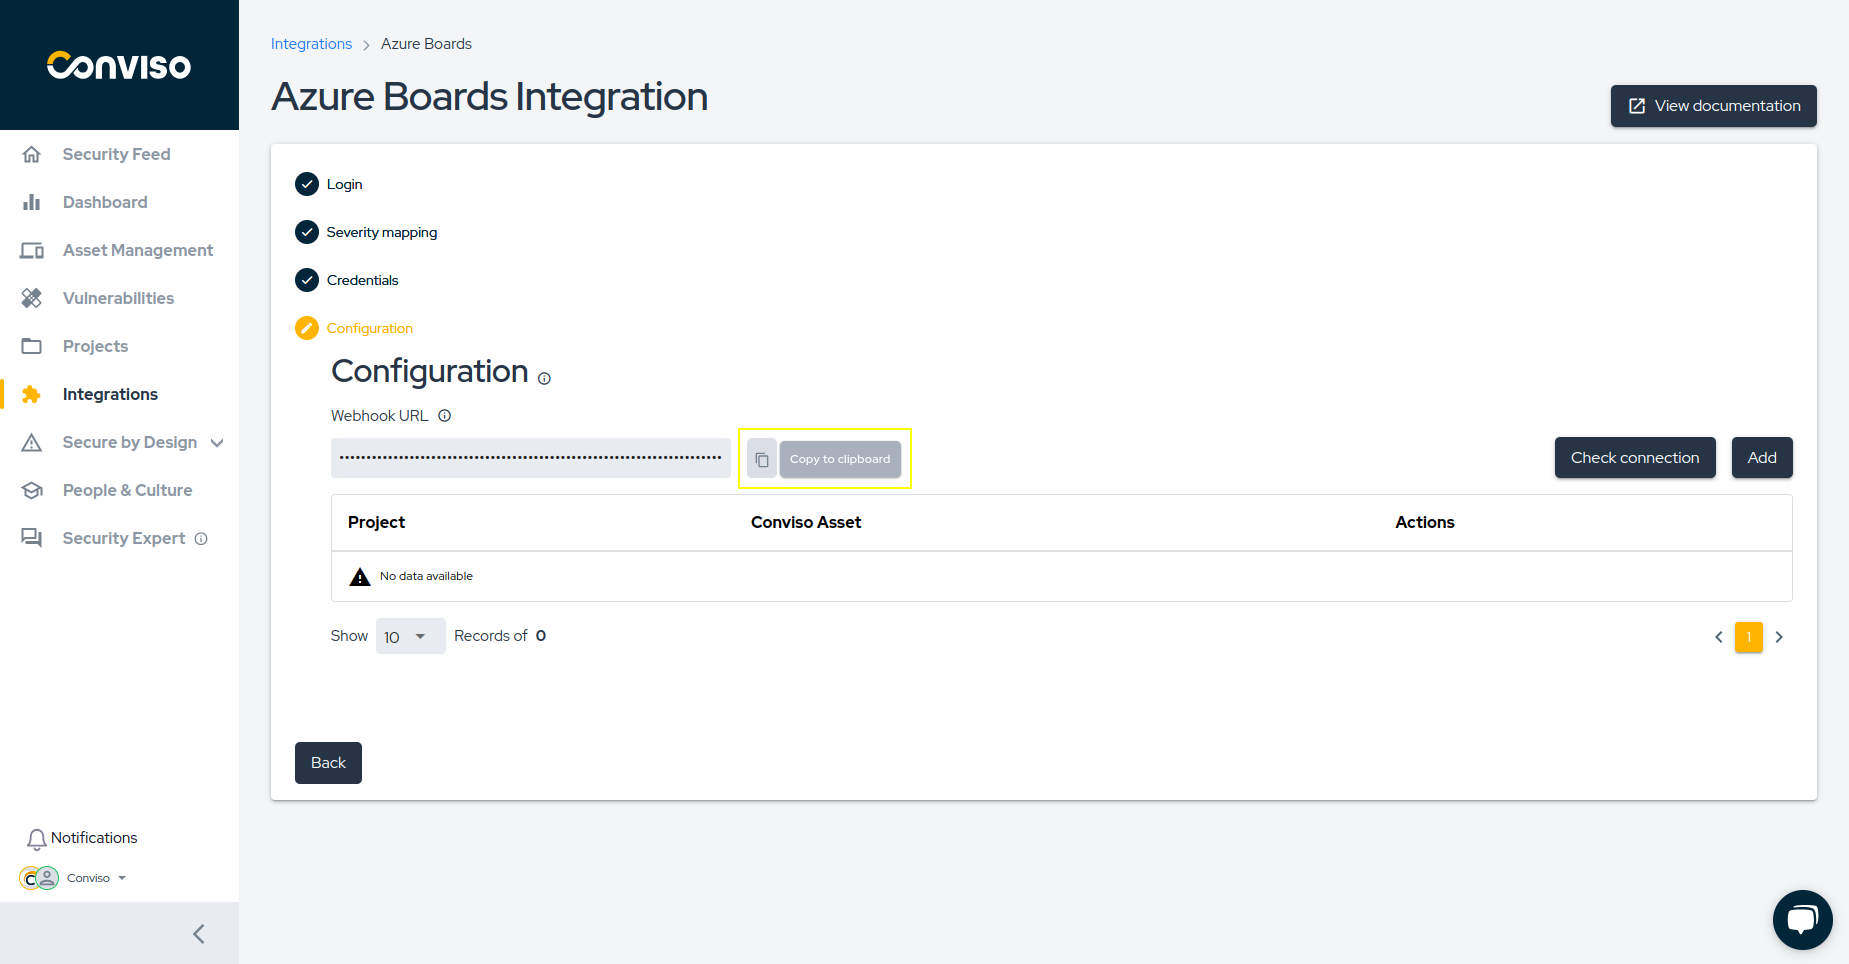 Conviso
Security Feed
Dashboard
Asset Management
Vulnerabilities
Projects
Integrations
Secure by Design
People & Culture
Security Expert
Notifications
Conviso
Integrations > Azure Boards
Azure Boards Integration
View documentation
Login
Severity mapping
Credentials
Configuration
Configuration
Webhook URL
Copy to clipboard
Check connection
Add
Project Conviso Asset Actions
No data available
Show 10 Records of 0
1
Back